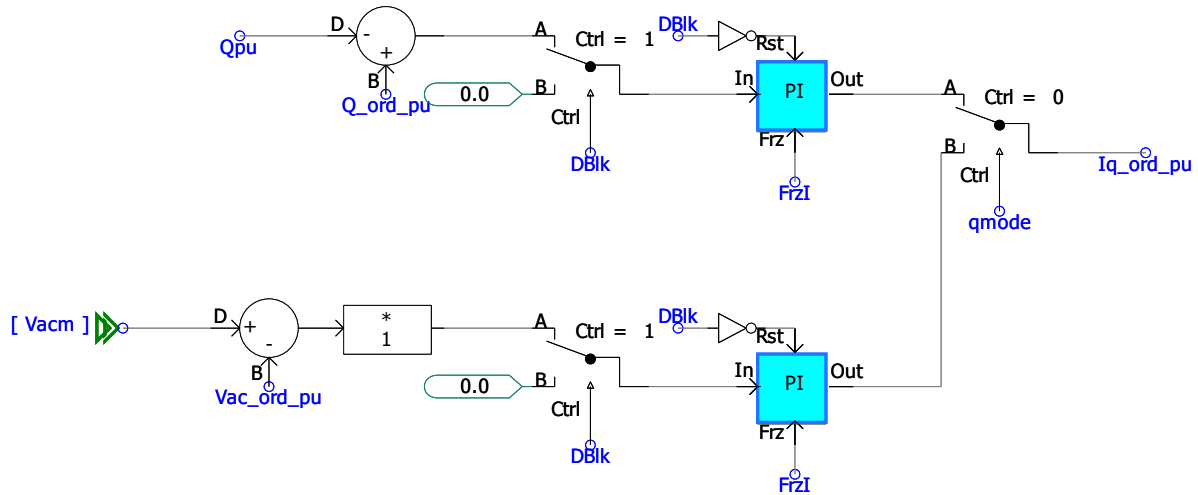 D
-
+
B
Qpu
Q_ord_pu
A
B
0.0
Ctrl = 1
Ctrl
DBlk
DBlk
Rst
In
PI
Out
Frz
FrzI
A
B
Ctrl = 0
Ctrl
qmode
Iq_ord_pu
[ Vacm ]
D
+
-
B
Vac_ord_pu
*
1
A
B
0.0
Ctrl = 1
Ctrl
DBlk
DBlk
Rst
In
PI
Out
Frz
FrzI